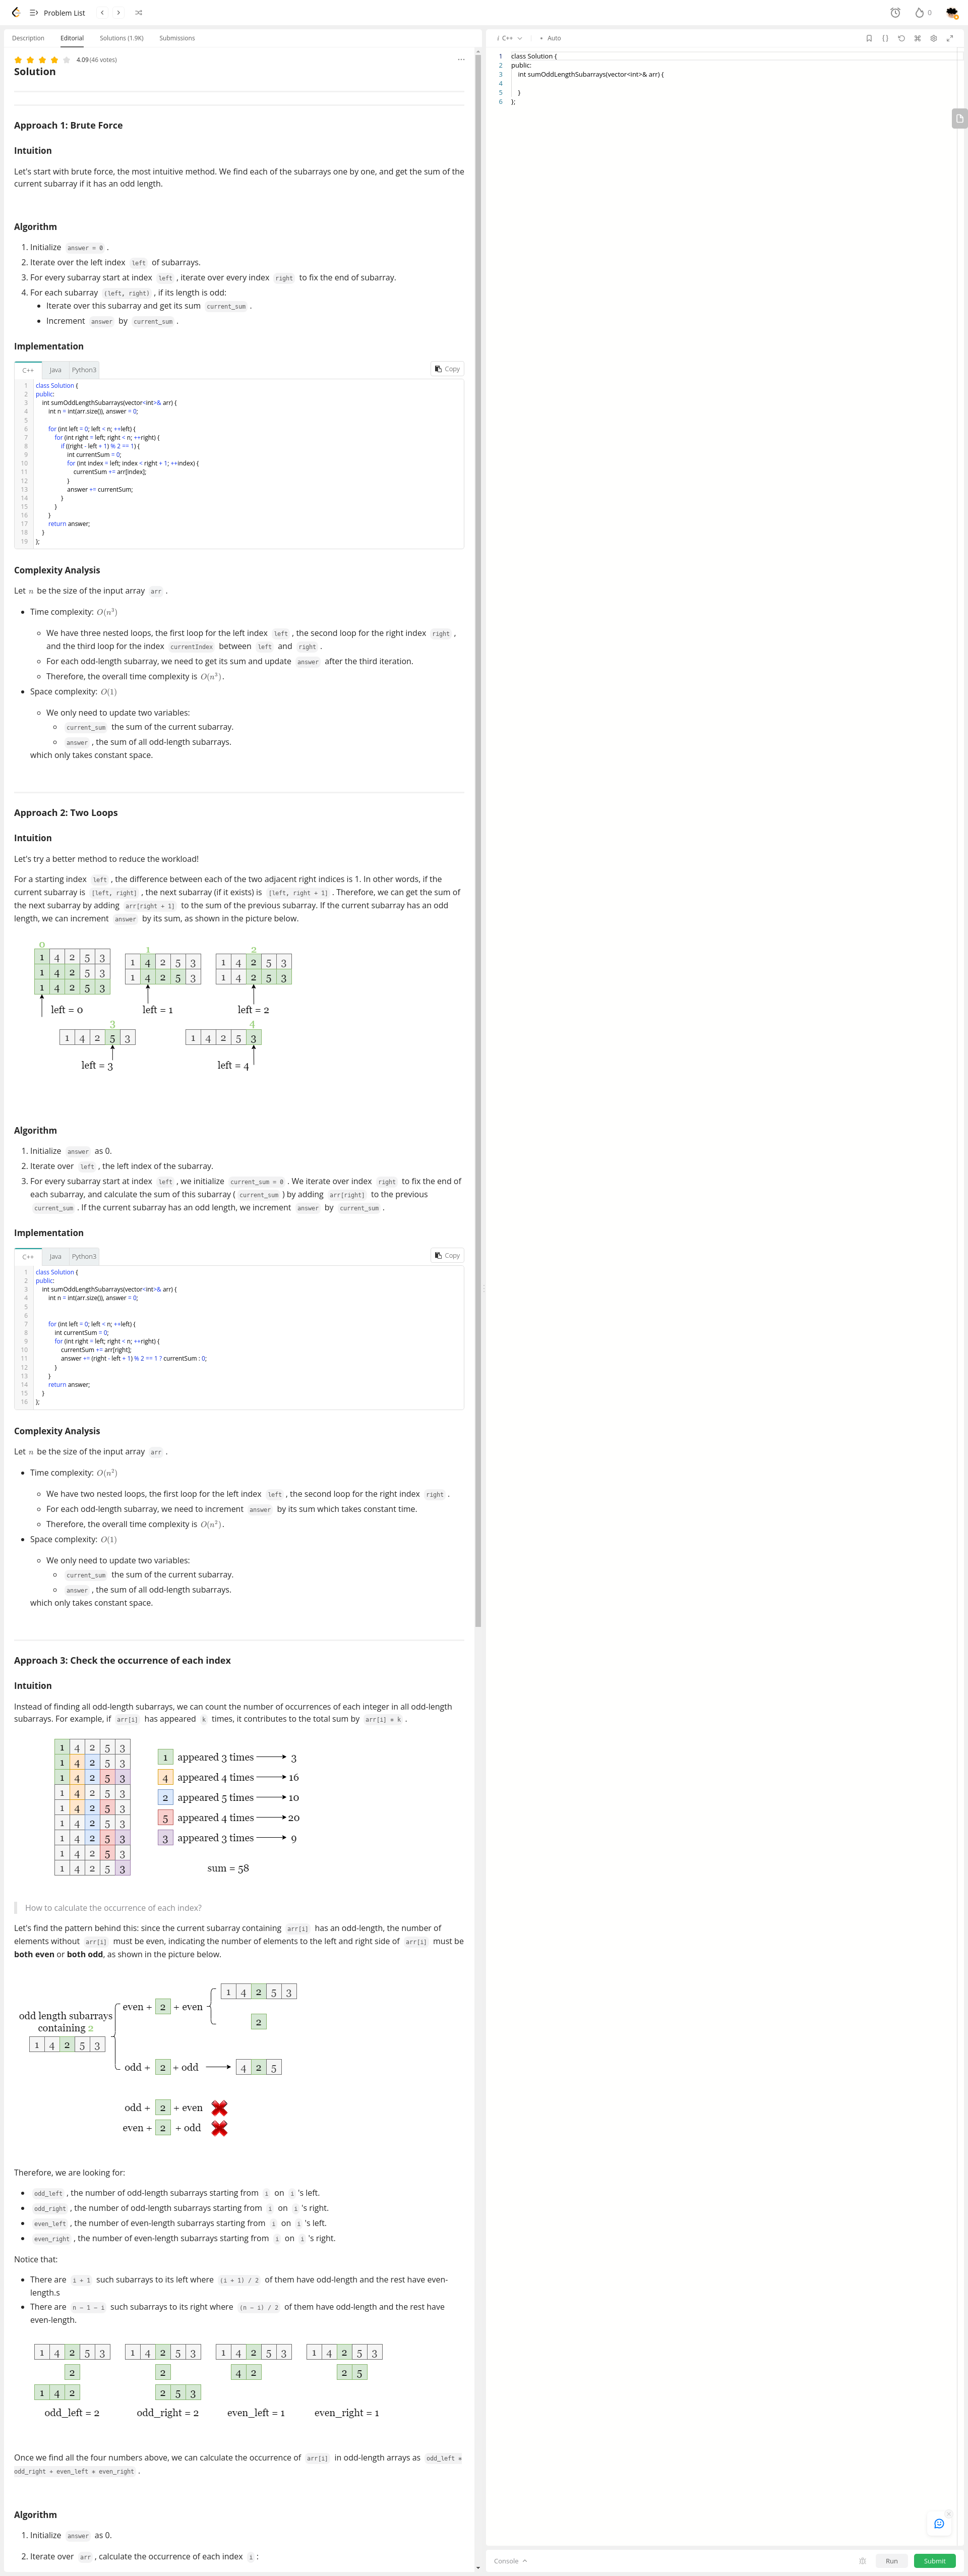 Problem List
0
Description Editorial Solutions (1.9K) Submissions
4.09 (46 votes)
Solution
Approach 1: Brute Force
Intuition
Let's start with brute force, the most intuitive method. We find each of the subarrays one by one, and get the sum of the
current subarray if it has an odd length.
Algorithm
1. Initialize answer = 0 .
2. Iterate over the left index left of subarrays.
3. For every subarray start at index left , iterate over every index right to fix the end of subarray.
4. For each subarray (left, right) , if its length is odd:
• Iterate over this subarray and get its sum current_sum .
• Increment answer by current_sum .
Implementation
C++ Java Python3 Copy
1 class Solution {
2 public:
3 int sumOddLengthSubarrays(vector<int>& arr) {
4 int n = int(arr.size()), answer = 0;
5
6 for (int left = 0; left < n; ++left) {
7 for (int right = left; right < n; ++right) {
8 if ((right - left + 1) % 2 == 1) {
9 int currentSum = 0;
10 for (int index = left; index < right + 1; ++index) {
11 currentSum += arr[index];
12 }
13 answer += currentSum;
14 }
15 }
16 }
17 return answer;
18 }
19 };
Complexity Analysis
Let n be the size of the input array arr .
• Time complexity: O(n³)
◦ We have three nested loops, the first loop for the left index left , the second loop for the right index right ,
and the third loop for the index currentIndex between left and right .
◦ For each odd-length subarray, we need to get its sum and update answer after the third iteration.
◦ Therefore, the overall time complexity is O(n³).
• Space complexity: O(1)
◦ We only need to update two variables:
◦ current_sum the sum of the current subarray.
◦ answer , the sum of all odd-length subarrays.
which only takes constant space.
Approach 2: Two Loops
Intuition
Let's try a better method to reduce the workload!
For a starting index left , the difference between each of the two adjacent right indices is 1. In other words, if the
current subarray is [left, right] , the next subarray (if it exists) is [left, right + 1] . Therefore, we can get the sum of
the next subarray by adding arr[right + 1] to the sum of the previous subarray. If the current subarray has an odd
length, we can increment answer by its sum, as shown in the picture below.
0 1 2
1 4 2 5 3 1 4 2 5 3 1 4 2 5 3
1 4 2 5 3 1 4 2 5 3 1 4 2 5 3
1 4 2 5 3
left = 0 left = 1 left = 2
3 4
1 4 2 5 3 1 4 2 5 3
left = 3 left = 4
Algorithm
1. Initialize answer as 0.
2. Iterate over left , the left index of the subarray.
3. For every subarray start at index left , we initialize current_sum = 0 . We iterate over index right to fix the end of
each subarray, and calculate the sum of this subarray ( current_sum ) by adding arr[right] to the previous
current_sum . If the current subarray has an odd length, we increment answer by current_sum .
Implementation
C++ Java Python3 Copy
1 class Solution {
2 public:
3 int sumOddLengthSubarrays(vector<int>& arr) {
4 int n = int(arr.size()), answer = 0;
5
6
7 for (int left = 0; left < n; ++left) {
8 int currentSum = 0;
9 for (int right = left; right < n; ++right) {
10 currentSum += arr[right];
11 answer += (right - left + 1) % 2 == 1 ? currentSum : 0;
12 }
13 }
14 return answer;
15 }
16 };
Complexity Analysis
Let n be the size of the input array arr .
• Time complexity: O(n²)
◦ We have two nested loops, the first loop for the left index left , the second loop for the right index right .
◦ For each odd-length subarray, we need to increment answer by its sum which takes constant time.
◦ Therefore, the overall time complexity is O(n²).
• Space complexity: O(1)
◦ We only need to update two variables:
◦ current_sum the sum of the current subarray.
◦ answer , the sum of all odd-length subarrays.
which only takes constant space.
Approach 3: Check the occurrence of each index
Intuition
Instead of finding all odd-length subarrays, we can count the number of occurrences of each integer in all odd-length
subarrays. For example, if arr[i] has appeared k times, it contributes to the total sum by arr[i] * k .
1 4 2 5 3
1 4 2 5 3
1 4 2 5 3
1 4 2 5 3
1 4 2 5 3
1 4 2 5 3
1 4 2 5 3
1 4 2 5 3
1 4 2 5 3
1 appeared 3 times 3
4 appeared 4 times 16
2 appeared 5 times 10
5 appeared 4 times 20
3 appeared 3 times 9
sum = 58
How to calculate the occurrence of each index?
Let's find the pattern behind this: since the current subarray containing arr[i] has an odd-length, the number of
elements without arr[i] must be even, indicating the number of elements to the left and right side of arr[i] must be
both even or both odd, as shown in the picture below.
odd length subarrays
containing 2
1 4 2 5 3
even + 2 + even
1 4 2 5 3
2
odd + 2 + odd 4 2 5
odd + 2 + even
even + 2 + odd
Therefore, we are looking for:
• odd_left , the number of odd-length subarrays starting from i on i 's left.
• odd_right , the number of odd-length subarrays starting from i on i 's right.
• even_left , the number of even-length subarrays starting from i on i 's left.
• even_right , the number of even-length subarrays starting from i on i 's right.
Notice that:
• There are i + 1 such subarrays to its left where (i + 1) / 2 of them have odd-length and the rest have even-
length.s
• There are n − 1 − i such subarrays to its right where (n − i) / 2 of them have odd-length and the rest have
even-length.
1 4 2 5 3 1 4 2 5 3 1 4 2 5 3 1 4 2 5 3
2 2 4 2 2 5
1 4 2 2 5 3
odd_left = 2 odd_right = 2 even_left = 1 even_right = 1
Once we find all the four numbers above, we can calculate the occurrence of arr[i] in odd-length arrays as odd_left *
odd_right + even_left * even_right .
Algorithm
1. Initialize answer as 0.
2. Iterate over arr , calculate the occurrence of each index i :
C++ Auto
1 class Solution {
2 public:
3 int sumOddLengthSubarrays(vector<int>& arr) {
4
5 }
6 };
Console Run Submit